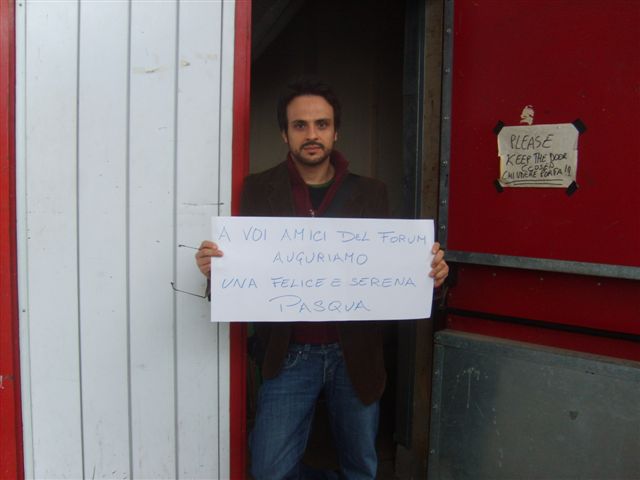 A VOI AMICI DEL FORUM
AUGURIAMO
UNA FELICE E SERENA
PASQUA
PLEASE
KEEP THE DOOR
CLOSED
CHIUDERE PORTA!!